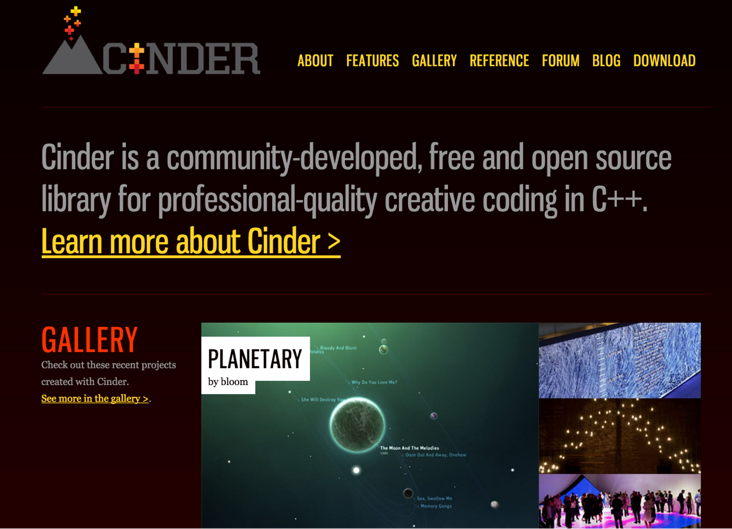 CINDER
ABOUT FEATURES GALLERY REFERENCE FORUM BLOG DOWNLOAD
Cinder is a community-developed, free and open source
library for professional-quality creative coding in C++.
Learn more about Cinder >
GALLERY
Check out these recent projects
created with Cinder.
See more in the gallery >.
PLANETARY
by bloom
Bloody And Blunt
Why Do You Love Me?
She Will Destroy You
The Moon And The Melodies
Ooze Out And Away, Onehow
Sea, Swallow Me
Memory Gongs